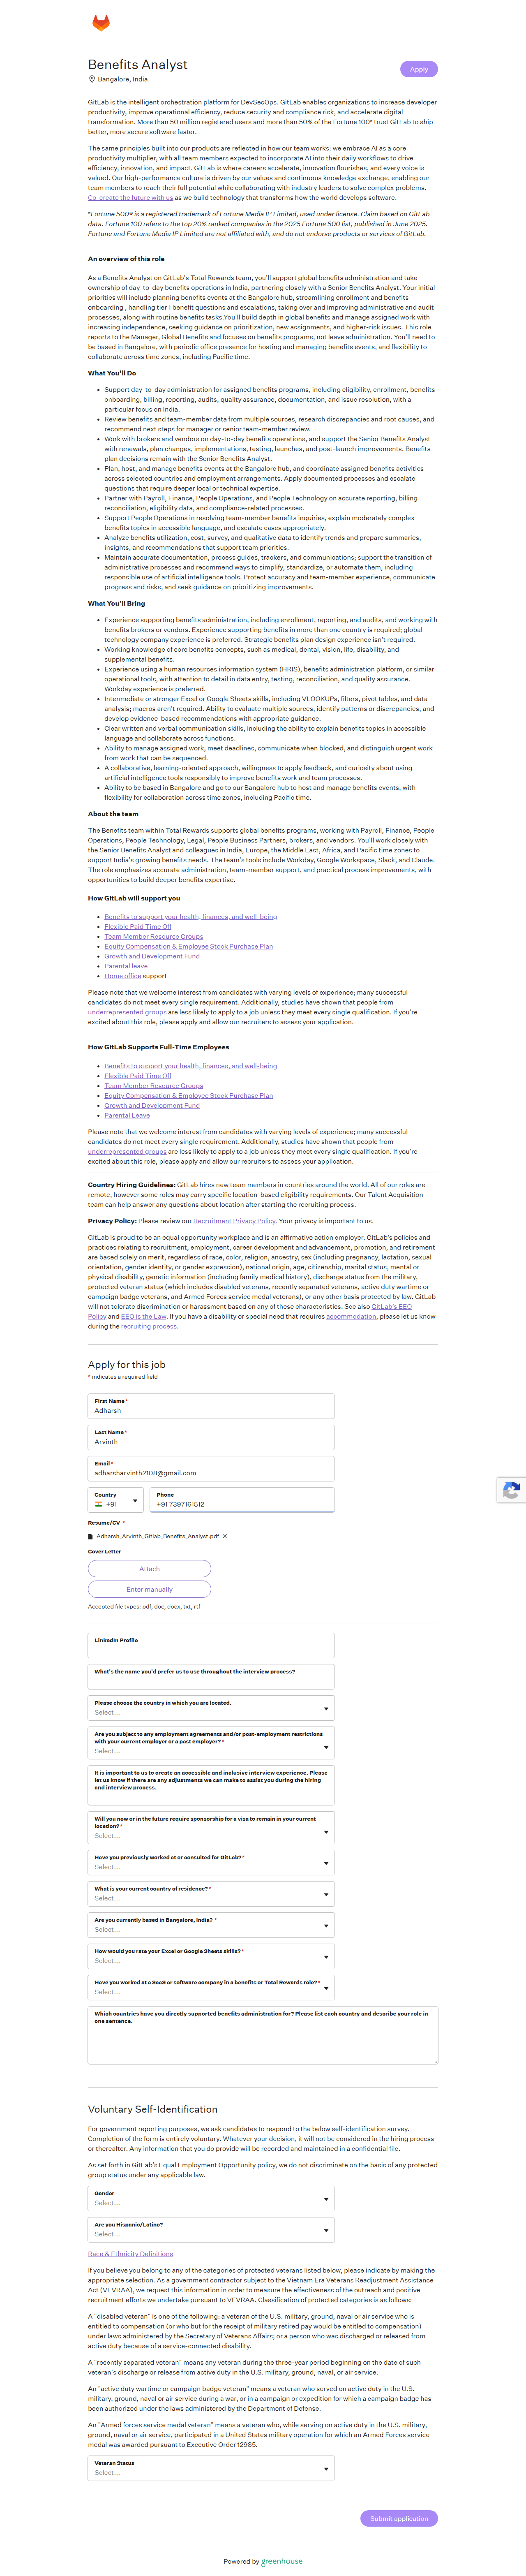 Benefits Analyst
Bangalore, India
Apply
GitLab is the intelligent orchestration platform for DevSecOps. GitLab enables organizations to increase developer
productivity, improve operational efficiency, reduce security and compliance risk, and accelerate digital
transformation. More than 50 million registered users and more than 50% of the Fortune 100* trust GitLab to ship
better, more secure software faster.
The same principles built into our products are reflected in how our team works: we embrace AI as a core
productivity multiplier, with all team members expected to incorporate AI into their daily workflows to drive
efficiency, innovation, and impact. GitLab is where careers accelerate, innovation flourishes, and every voice is
valued. Our high-performance culture is driven by our values and continuous knowledge exchange, enabling our
team members to reach their full potential while collaborating with industry leaders to solve complex problems.
Co-create the future with us as we build technology that transforms how the world develops software.
*Fortune 500® is a registered trademark of Fortune Media IP Limited, used under license. Claim based on GitLab
data. Fortune 100 refers to the top 20% ranked companies in the 2025 Fortune 500 list, published in June 2025.
Fortune and Fortune Media IP Limited are not affiliated with, and do not endorse products or services of GitLab.
An overview of this role
As a Benefits Analyst on GitLab's Total Rewards team, you'll support global benefits administration and take
ownership of day-to-day benefits operations in India, partnering closely with a Senior Benefits Analyst. Your initial
priorities will include planning benefits events at the Bangalore hub, streamlining enrollment and benefits
onboarding , handling tier 1 benefit questions and escalations, taking over and improving administrative and audit
processes, along with routine benefits tasks.You'll build depth in global benefits and manage assigned work with
increasing independence, seeking guidance on prioritization, new assignments, and higher-risk issues. This role
reports to the Manager, Global Benefits and focuses on benefits programs, not leave administration. You'll need to
be based in Bangalore, with periodic office presence for hosting and managing benefits events, and flexibility to
collaborate across time zones, including Pacific time.
What You'll Do
• Support day-to-day administration for assigned benefits programs, including eligibility, enrollment, benefits
onboarding, billing, reporting, audits, quality assurance, documentation, and issue resolution, with a
particular focus on India.
• Review benefits and team-member data from multiple sources, research discrepancies and root causes, and
recommend next steps for manager or senior team-member review.
• Work with brokers and vendors on day-to-day benefits operations, and support the Senior Benefits Analyst
with renewals, plan changes, implementations, testing, launches, and post-launch improvements. Benefits
plan decisions remain with the Senior Benefits Analyst.
• Plan, host, and manage benefits events at the Bangalore hub, and coordinate assigned benefits activities
across selected countries and employment arrangements. Apply documented processes and escalate
questions that require deeper local or technical expertise.
• Partner with Payroll, Finance, People Operations, and People Technology on accurate reporting, billing
reconciliation, eligibility data, and compliance-related processes.
• Support People Operations in resolving team-member benefits inquiries, explain moderately complex
benefits topics in accessible language, and escalate cases appropriately.
• Analyze benefits utilization, cost, survey, and qualitative data to identify trends and prepare summaries,
insights, and recommendations that support team priorities.
• Maintain accurate documentation, process guides, trackers, and communications; support the transition of
administrative processes and recommend ways to simplify, standardize, or automate them, including
responsible use of artificial intelligence tools. Protect accuracy and team-member experience, communicate
progress and risks, and seek guidance on prioritizing improvements.
What You'll Bring
• Experience supporting benefits administration, including enrollment, reporting, and audits, and working with
benefits brokers or vendors. Experience supporting benefits in more than one country is required; global
technology company experience is preferred. Strategic benefits plan design experience isn't required.
• Working knowledge of core benefits concepts, such as medical, dental, vision, life, disability, and
supplemental benefits.
• Experience using a human resources information system (HRIS), benefits administration platform, or similar
operational tools, with attention to detail in data entry, testing, reconciliation, and quality assurance.
Workday experience is preferred.
• Intermediate or stronger Excel or Google Sheets skills, including VLOOKUPs, filters, pivot tables, and data
analysis; macros aren't required. Ability to evaluate multiple sources, identify patterns or discrepancies, and
develop evidence-based recommendations with appropriate guidance.
• Clear written and verbal communication skills, including the ability to explain benefits topics in accessible
language and collaborate across functions.
• Ability to manage assigned work, meet deadlines, communicate when blocked, and distinguish urgent work
from work that can be sequenced.
• A collaborative, learning-oriented approach, willingness to apply feedback, and curiosity about using
artificial intelligence tools responsibly to improve benefits work and team processes.
• Ability to be based in Bangalore and go to our Bangalore hub to host and manage benefits events, with
flexibility for collaboration across time zones, including Pacific time.
About the team
The Benefits team within Total Rewards supports global benefits programs, working with Payroll, Finance, People
Operations, People Technology, Legal, People Business Partners, brokers, and vendors. You'll work closely with
the Senior Benefits Analyst and colleagues in India, Europe, the Middle East, Africa, and Pacific time zones to
support India's growing benefits needs. The team's tools include Workday, Google Workspace, Slack, and Claude.
The role emphasizes accurate administration, team-member support, and practical process improvements, with
opportunities to build deeper benefits expertise.
How GitLab will support you
• Benefits to support your health, finances, and well-being
• Flexible Paid Time Off
• Team Member Resource Groups
• Equity Compensation & Employee Stock Purchase Plan
• Growth and Development Fund
• Parental leave
• Home office support
Please note that we welcome interest from candidates with varying levels of experience; many successful
candidates do not meet every single requirement. Additionally, studies have shown that people from
underrepresented groups are less likely to apply to a job unless they meet every single qualification. If you're
excited about this role, please apply and allow our recruiters to assess your application.
How GitLab Supports Full-Time Employees
• Benefits to support your health, finances, and well-being
• Flexible Paid Time Off
• Team Member Resource Groups
• Equity Compensation & Employee Stock Purchase Plan
• Growth and Development Fund
• Parental Leave
Please note that we welcome interest from candidates with varying levels of experience; many successful
candidates do not meet every single requirement. Additionally, studies have shown that people from
underrepresented groups are less likely to apply to a job unless they meet every single qualification. If you're
excited about this role, please apply and allow our recruiters to assess your application.
Country Hiring Guidelines: GitLab hires new team members in countries around the world. All of our roles are
remote, however some roles may carry specific location-based eligibility requirements. Our Talent Acquisition
team can help answer any questions about location after starting the recruiting process.
Privacy Policy: Please review our Recruitment Privacy Policy. Your privacy is important to us.
GitLab is proud to be an equal opportunity workplace and is an affirmative action employer. GitLab's policies and
practices relating to recruitment, employment, career development and advancement, promotion, and retirement
are based solely on merit, regardless of race, color, religion, ancestry, sex (including pregnancy, lactation, sexual
orientation, gender identity, or gender expression), national origin, age, citizenship, marital status, mental or
physical disability, genetic information (including family medical history), discharge status from the military,
protected veteran status (which includes disabled veterans, recently separated veterans, active duty wartime or
campaign badge veterans, and Armed Forces service medal veterans), or any other basis protected by law. GitLab
will not tolerate discrimination or harassment based on any of these characteristics. See also GitLab's EEO
Policy and EEO is the Law. If you have a disability or special need that requires accommodation, please let us know
during the recruiting process.
Apply for this job
* indicates a required field
First Name*
Adharsh
Last Name*
Arvinth
Email*
adharsharvinth2108@gmail.com
Country
+91
Phone
+91 7397161512
Resume/CV *
Adharsh_Arvinth_Gitlab_Benefits_Analyst.pdf
Cover Letter
Attach
Enter manually
Accepted file types: pdf, doc, docx, txt, rtf
LinkedIn Profile
What's the name you'd prefer us to use throughout the interview process?
Please choose the country in which you are located.
Select...
Are you subject to any employment agreements and/or post-employment restrictions
with your current employer or a past employer?*
Select...
It is important to us to create an accessible and inclusive interview experience. Please
let us know if there are any adjustments we can make to assist you during the hiring
and interview process.
Will you now or in the future require sponsorship for a visa to remain in your current
location?*
Select...
Have you previously worked at or consulted for GitLab?*
Select...
What is your current country of residence?*
Select...
Are you currently based in Bangalore, India? *
Select...
How would you rate your Excel or Google Sheets skills?*
Select...
Have you worked at a SaaS or software company in a benefits or Total Rewards role?*
Select...
Which countries have you directly supported benefits administration for? Please list each country and describe your role in
one sentence.
Voluntary Self-Identification
For government reporting purposes, we ask candidates to respond to the below self-identification survey.
Completion of the form is entirely voluntary. Whatever your decision, it will not be considered in the hiring process
or thereafter. Any information that you do provide will be recorded and maintained in a confidential file.
As set forth in GitLab's Equal Employment Opportunity policy, we do not discriminate on the basis of any protected
group status under any applicable law.
Gender
Select...
Are you Hispanic/Latino?
Select...
Race & Ethnicity Definitions
If you believe you belong to any of the categories of protected veterans listed below, please indicate by making the
appropriate selection. As a government contractor subject to the Vietnam Era Veterans Readjustment Assistance
Act (VEVRAA), we request this information in order to measure the effectiveness of the outreach and positive
recruitment efforts we undertake pursuant to VEVRAA. Classification of protected categories is as follows:
A "disabled veteran" is one of the following: a veteran of the U.S. military, ground, naval or air service who is
entitled to compensation (or who but for the receipt of military retired pay would be entitled to compensation)
under laws administered by the Secretary of Veterans Affairs; or a person who was discharged or released from
active duty because of a service-connected disability.
A "recently separated veteran" means any veteran during the three-year period beginning on the date of such
veteran's discharge or release from active duty in the U.S. military, ground, naval, or air service.
An "active duty wartime or campaign badge veteran" means a veteran who served on active duty in the U.S.
military, ground, naval or air service during a war, or in a campaign or expedition for which a campaign badge has
been authorized under the laws administered by the Department of Defense.
An "Armed forces service medal veteran" means a veteran who, while serving on active duty in the U.S. military,
ground, naval or air service, participated in a United States military operation for which an Armed Forces service
medal was awarded pursuant to Executive Order 12985.
Veteran Status
Select...
Submit application
Powered by greenhouse